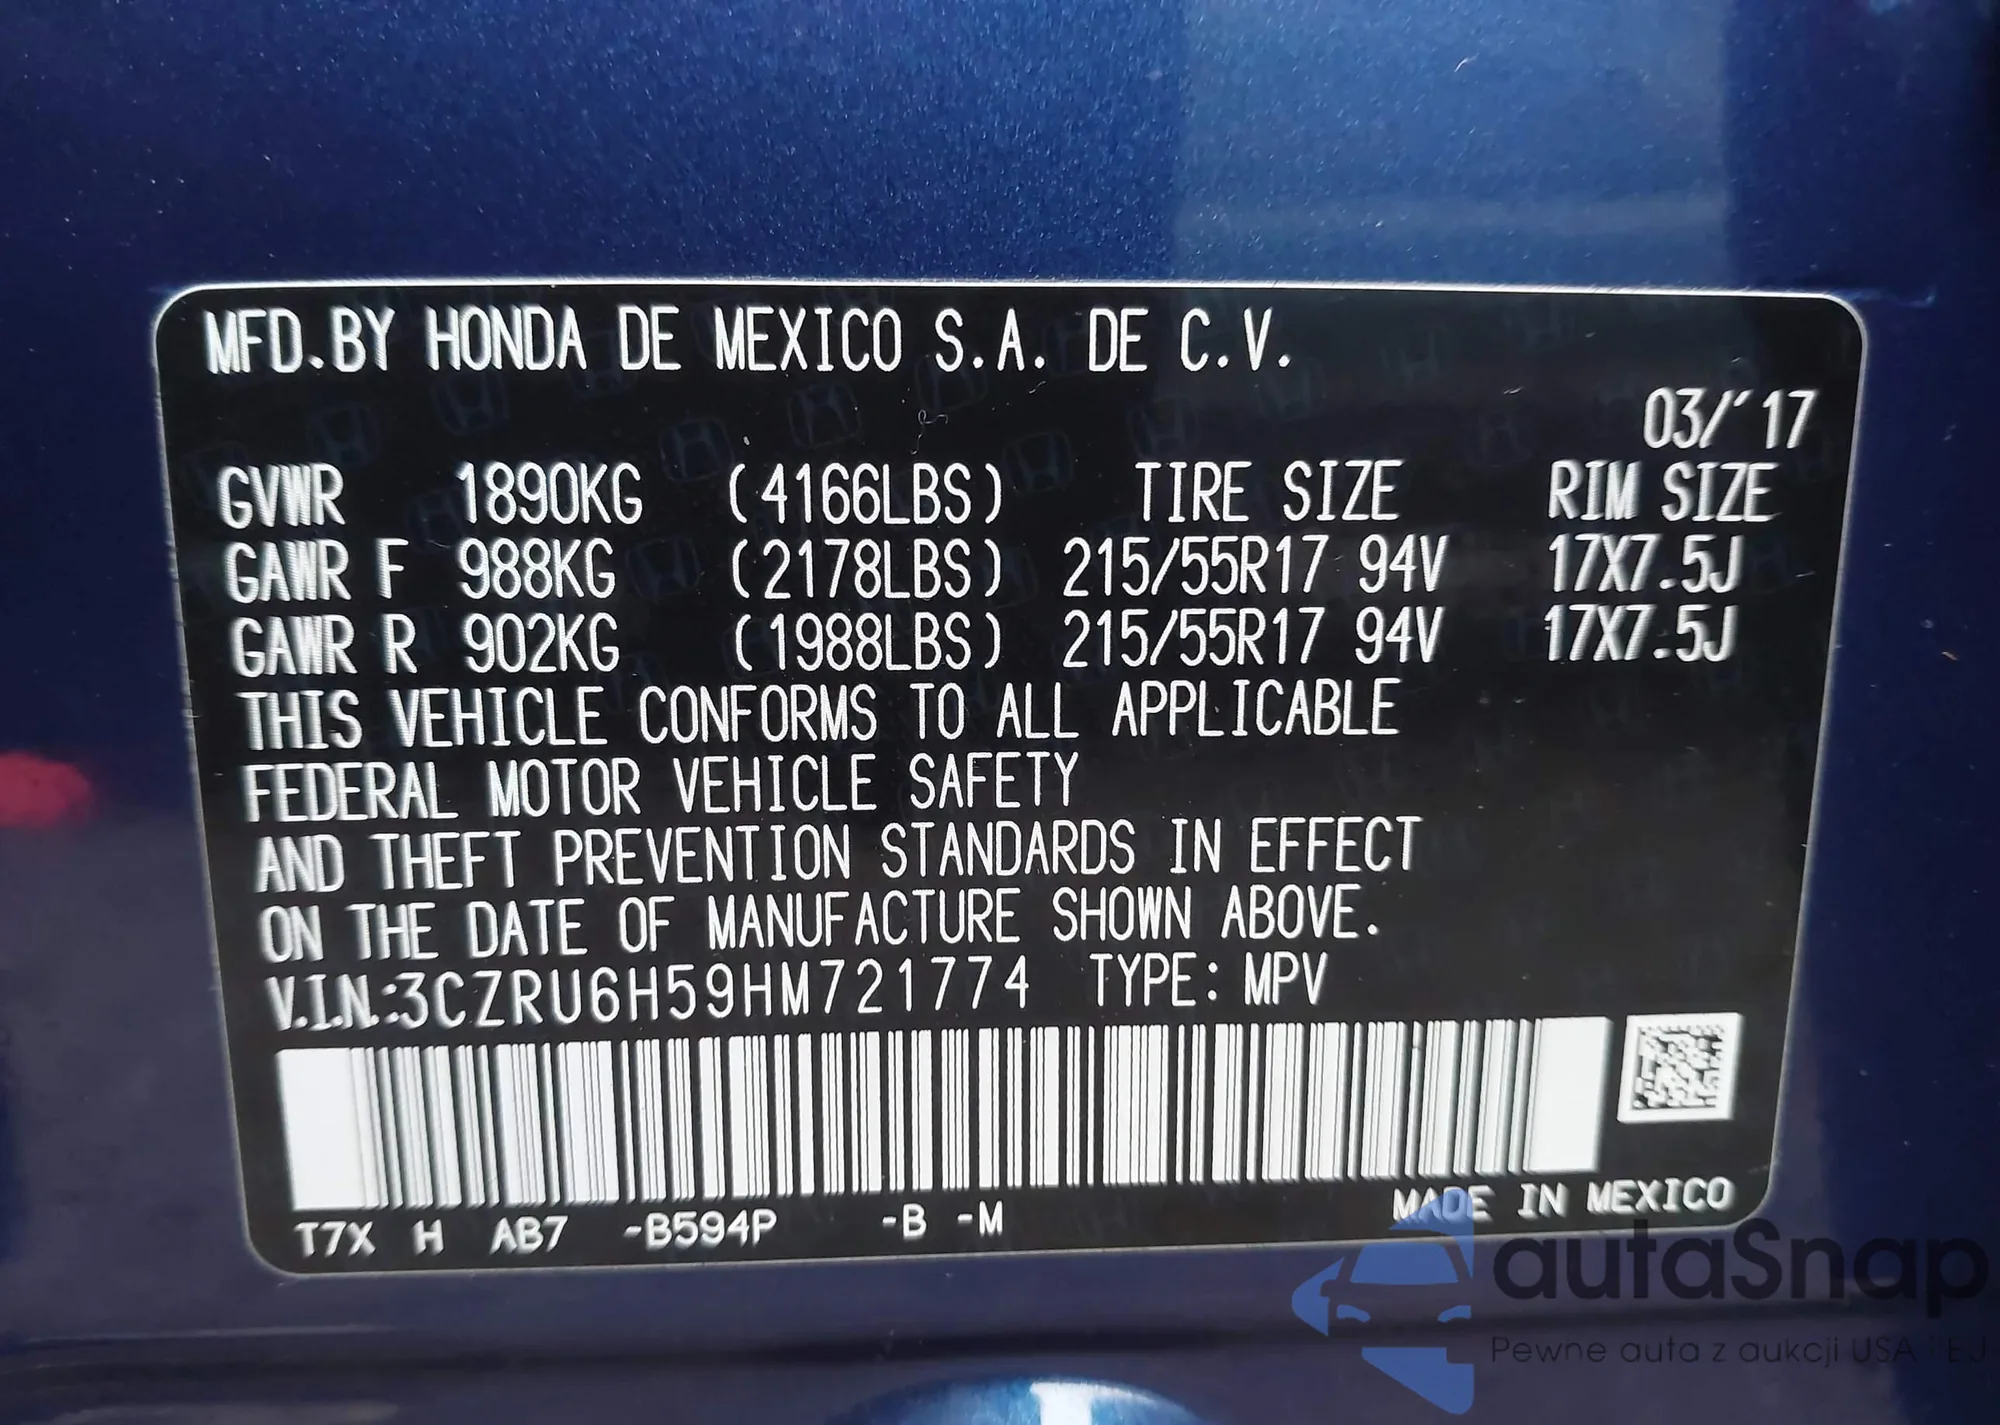 MFD.BY HONDA DE MEXICO S.A. DE C.V.
03/'17
GVWR 1890KG (4166LBS) TIRE SIZE RIM SIZE
GAWR F 988KG (2178LBS) 215/55R17 94V 17X7.5J
GAWR R 902KG (1988LBS) 215/55R17 94V 17X7.5J
THIS VEHICLE CONFORMS TO ALL APPLICABLE
FEDERAL MOTOR VEHICLE SAFETY
AND THEFT PREVENTION STANDARDS IN EFFECT
ON THE DATE OF MANUFACTURE SHOWN ABOVE.
V.I.N.:3CZRU6H59HM721774 TYPE: MPV
T7X H AB7 -B594P -B -M MADE IN MEXICO
autaSnap
Pewne auta z aukcji USA i EJ